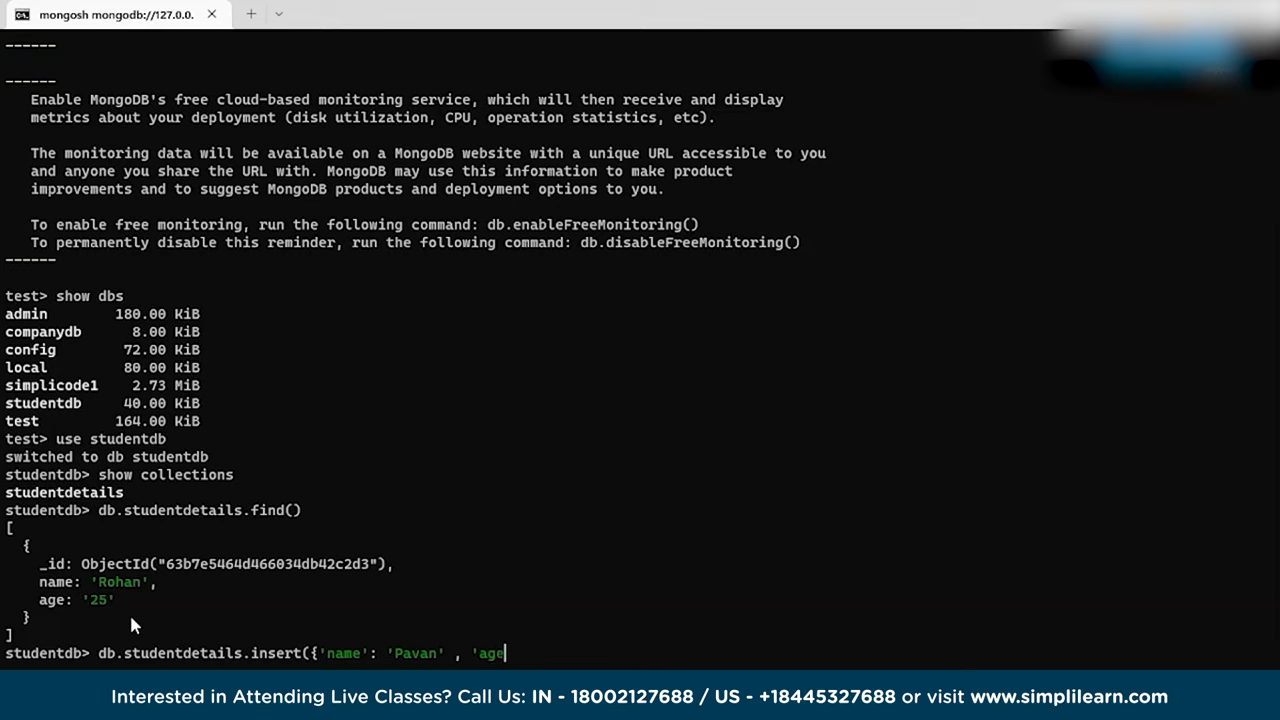 mongosh mongodb://127.0.0.
------
------
Enable MongoDB's free cloud-based monitoring service, which will then receive and display
metrics about your deployment (disk utilization, CPU, operation statistics, etc).
The monitoring data will be available on a MongoDB website with a unique URL accessible to you
and anyone you share the URL with. MongoDB may use this information to make product
improvements and to suggest MongoDB products and deployment options to you.
To enable free monitoring, run the following command: db.enableFreeMonitoring()
To permanently disable this reminder, run the following command: db.disableFreeMonitoring()
------
test> show dbs
admin 180.00 KiB
companydb 8.00 KiB
config 72.00 KiB
local 80.00 KiB
simplicode1 2.73 MiB
studentdb 40.00 KiB
test 164.00 KiB
test> use studentdb
switched to db studentdb
studentdb> show collections
studentdetails
studentdb> db.studentdetails.find()
[
{
_id: ObjectId("63b7e5464d466034db42c2d3"),
name: 'Rohan',
age: '25'
}
]
studentdb> db.studentdetails.insert({'name': 'Pavan' , 'age
Interested in Attending Live Classes? Call Us: IN - 18002127688 / US - +18445327688 or visit www.simplilearn.com